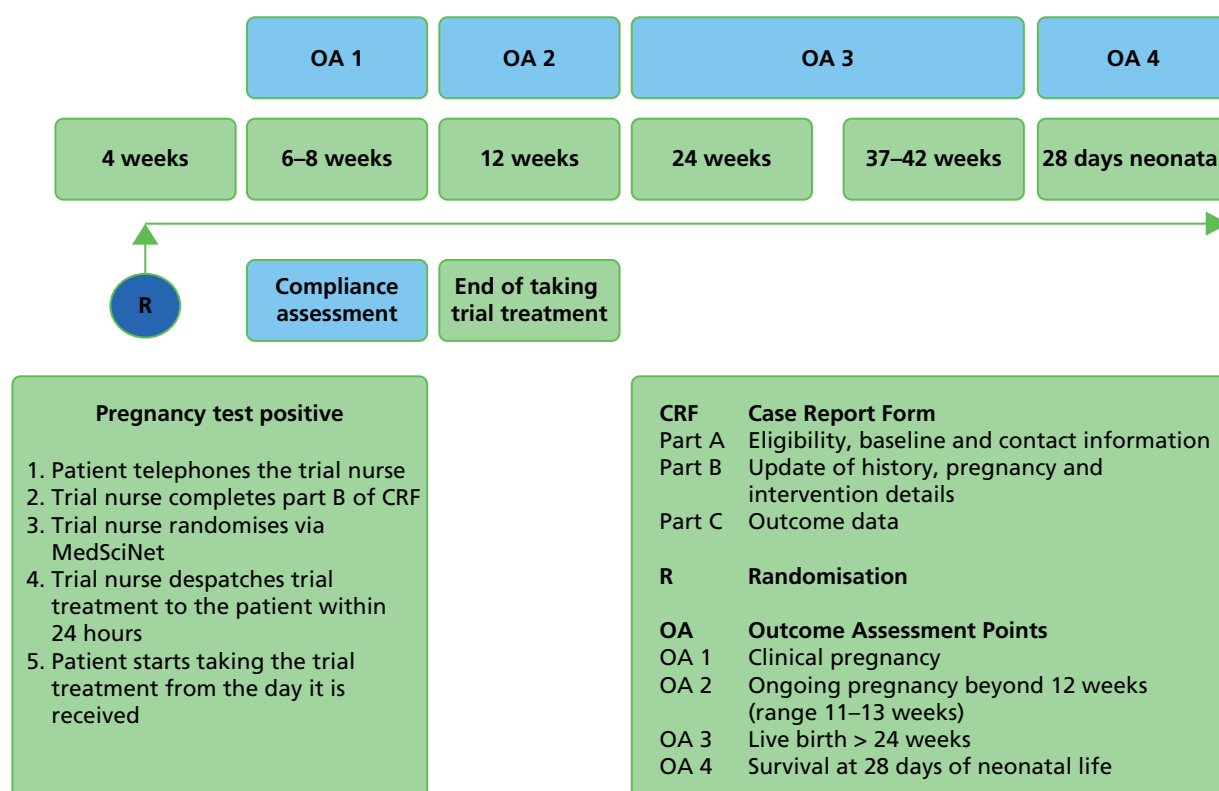 OA 1
OA 2
OA 3
OA 4
4 weeks
6–8 weeks
12 weeks
24 weeks
37–42 weeks
28 days neonata
R
Compliance
assessment
End of taking
trial treatment
Pregnancy test positive
1. Patient telephones the trial nurse
2. Trial nurse completes part B of CRF
3. Trial nurse randomises via
MedSciNet
4. Trial nurse despatches trial
treatment to the patient within
24 hours
5. Patient starts taking the trial
treatment from the day it is
received
CRF Case Report Form
Part A Eligibility, baseline and contact information
Part B Update of history, pregnancy and
intervention details
Part C Outcome data
R Randomisation
OA Outcome Assessment Points
OA 1 Clinical pregnancy
OA 2 Ongoing pregnancy beyond 12 weeks
(range 11–13 weeks)
OA 3 Live birth > 24 weeks
OA 4 Survival at 28 days of neonatal life